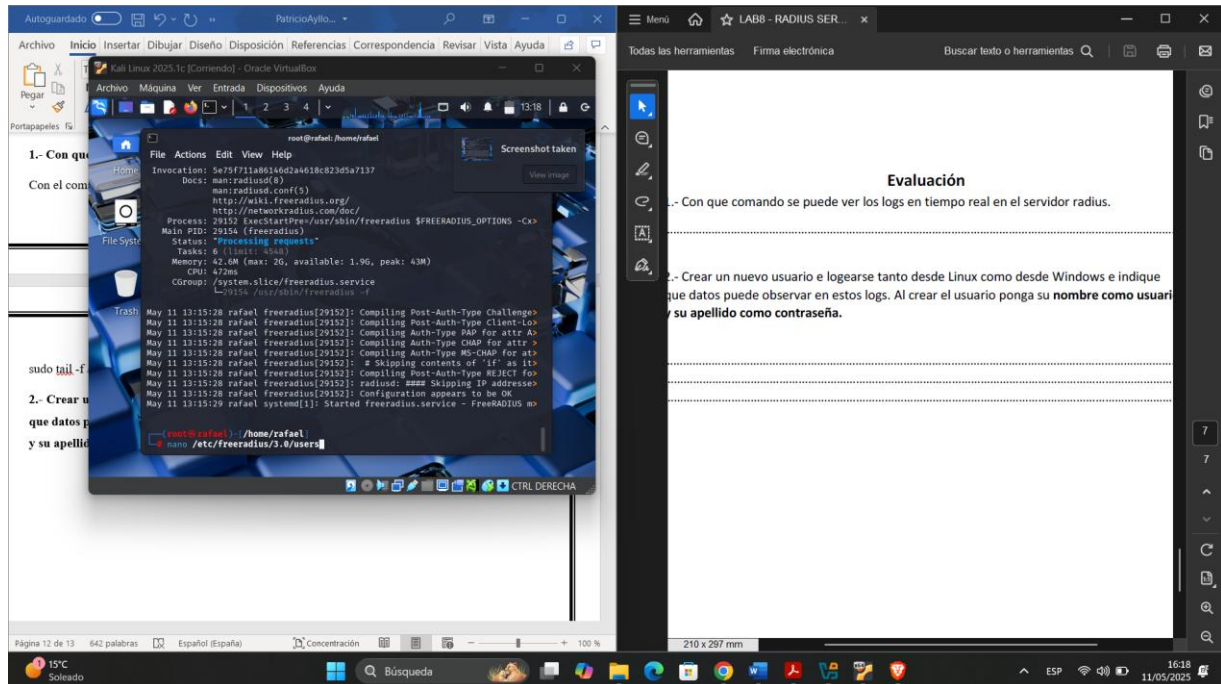 Autoguardado
PatricioAyllo...
Archivo Inicio Insertar Dibujar Diseño Disposición Referencias Correspondencia Revisar Vista Ayuda
Pegar
Portapapeles
1.- Con qu
Con el com
sudo tail -f
2.- Crear u
que datos p
y su apellid
Página 12 de 13 642 palabras Español (España) Concentración 100 %
Kali Linux 2025.1c [Corriendo] - Oracle VirtualBox
Archivo Máquina Ver Entrada Dispositivos Ayuda
1 2 3 4 13:18
Home
File Syste
Trash
root@rafael: /home/rafael
File Actions Edit View Help
Screenshot taken
View image
Invocation: 5e75f711a86146d2a4618c823d5a7137
Docs: man:radiusd(8)
man:radiusd.conf(5)
http://wiki.freeradius.org/
http://networkradius.com/doc/
Process: 29152 ExecStartPre=/usr/sbin/freeradius $FREERADIUS_OPTIONS -Cx>
Main PID: 29154 (freeradius)
Status: "Processing requests"
Tasks: 6 (limit: 4548)
Memory: 42.6M (max: 2G, available: 1.9G, peak: 43M)
CPU: 472ms
CGroup: /system.slice/freeradius.service
└─29154 /usr/sbin/freeradius -f
May 11 13:15:28 rafael freeradius[29152]: Compiling Post-Auth-Type Challenge>
May 11 13:15:28 rafael freeradius[29152]: Compiling Post-Auth-Type Client-Lo>
May 11 13:15:28 rafael freeradius[29152]: Compiling Auth-Type PAP for attr A>
May 11 13:15:28 rafael freeradius[29152]: Compiling Auth-Type CHAP for attr >
May 11 13:15:28 rafael freeradius[29152]: Compiling Auth-Type MS-CHAP for at>
May 11 13:15:28 rafael freeradius[29152]: # Skipping contents of 'if' as it>
May 11 13:15:28 rafael freeradius[29152]: Compiling Post-Auth-Type REJECT fo>
May 11 13:15:28 rafael freeradius[29152]: radiusd: #### Skipping IP addresse>
May 11 13:15:28 rafael freeradius[29152]: Configuration appears to be OK
May 11 13:15:29 rafael systemd[1]: Started freeradius.service - FreeRADIUS m>
┌──(root㉿rafael)-[/home/rafael]
└─# nano /etc/freeradius/3.0/users
CTRL DERECHA
Menú LAB8 - RADIUS SER...
Todas las herramientas Firma electrónica Buscar texto o herramientas
Evaluación
.- Con que comando se puede ver los logs en tiempo real en el servidor radius.
2.- Crear un nuevo usuario e logearse tanto desde Linux como desde Windows e indique
que datos puede observar en estos logs. Al crear el usuario ponga su nombre como usuari
y su apellido como contraseña.
7
7
210 x 297 mm
1
15°C
Soleado
Búsqueda
ESP
16:18
11/05/2025